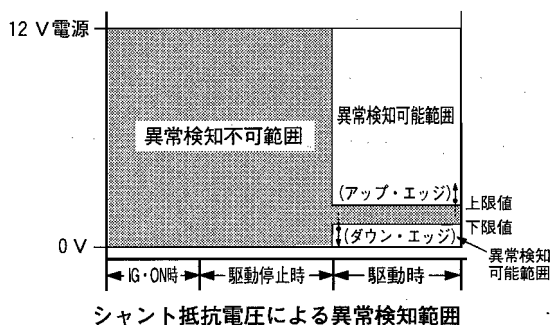 12 V電源
異常検知不可範囲
異常検知可能範囲
(アップ・エッジ)
上限値
下限値
(ダウン・エッジ)
0 V
異常検知
可能範囲
IG・ON時
駆動停止時
駆動時
シャント抵抗電圧による異常検知範囲